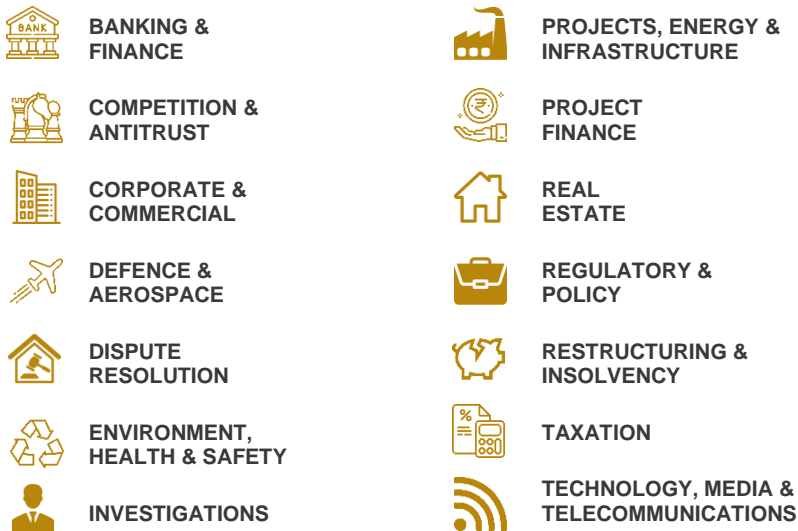 BANK
BANKING &
FINANCE
COMPETITION &
ANTITRUST
CORPORATE &
COMMERCIAL
DEFENCE &
AEROSPACE
DISPUTE
RESOLUTION
ENVIRONMENT,
HEALTH & SAFETY
INVESTIGATIONS
PROJECTS, ENERGY &
INFRASTRUCTURE
₹
PROJECT
FINANCE
REAL
ESTATE
REGULATORY &
POLICY
RESTRUCTURING &
INSOLVENCY
%
TAXATION
TECHNOLOGY, MEDIA &
TELECOMMUNICATIONS